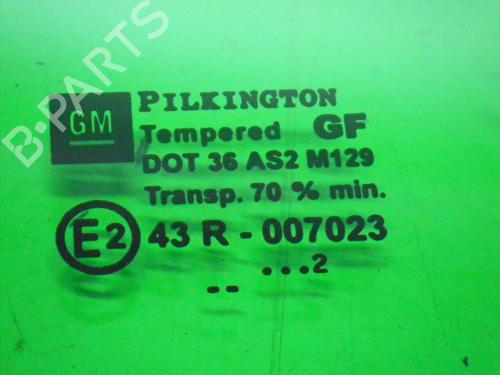 B-PARTS
GM
PILKINGTON
Tempered GF
DOT 36 AS2 M129
Transp. 70 % min.
E2 43 R - 007023
...2
--